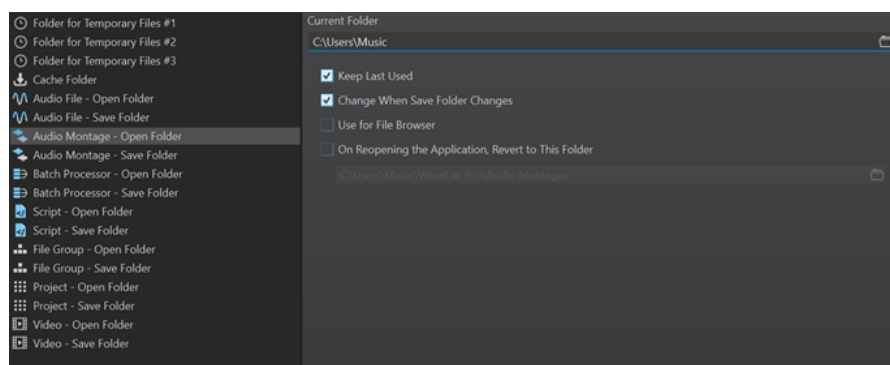 Folder for Temporary Files #1
Folder for Temporary Files #2
Folder for Temporary Files #3
Cache Folder
Audio File - Open Folder
Audio File - Save Folder
Audio Montage - Open Folder
Audio Montage - Save Folder
Batch Processor - Open Folder
Batch Processor - Save Folder
Script - Open Folder
Script - Save Folder
File Group - Open Folder
File Group - Save Folder
Project - Open Folder
Project - Save Folder
Video - Open Folder
Video - Save Folder
Current Folder
C:\Users\Music
Keep Last Used
Change When Save Folder Changes
Use for File Browser
On Reopening the Application, Revert to This Folder
C:\Users\Music\WaveLab Pro\Audio Montages